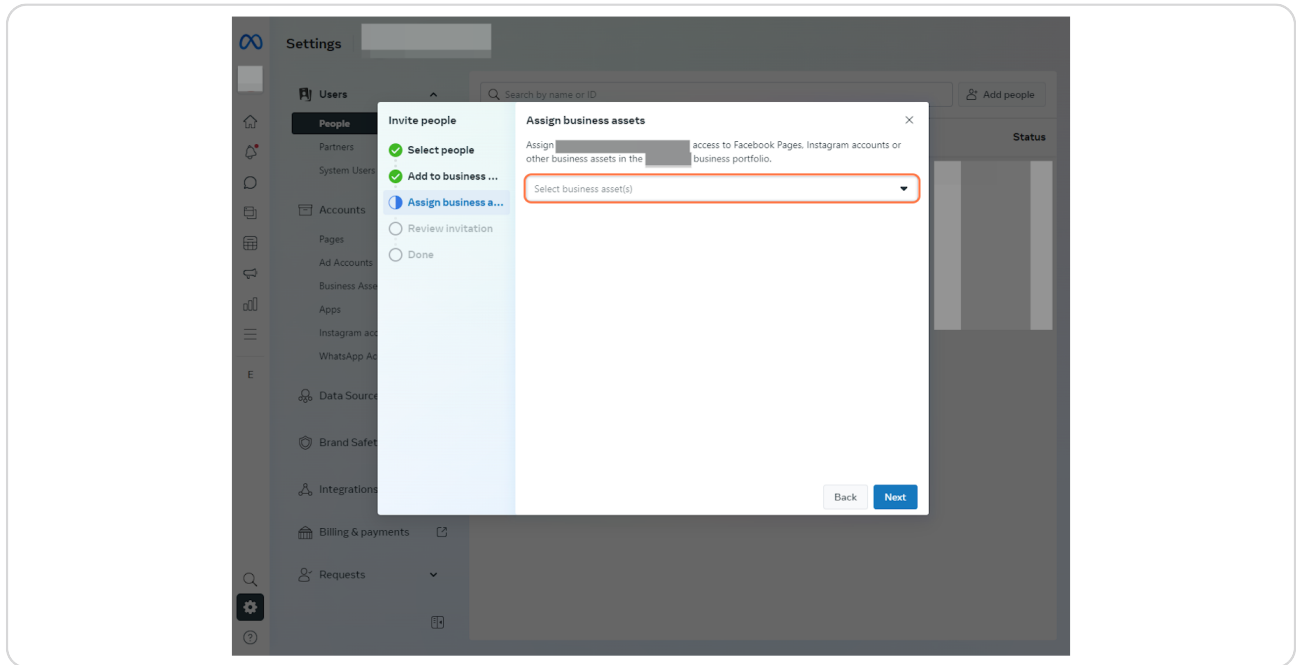 Settings
Users
People
Partners
System Users
Accounts
Pages
Ad Accounts
Business Asse
Apps
Instagram acc
WhatsApp Ac
Data Source
Brand Safet
Integrations
Billing & payments
Requests
E
Search by name or ID
Add people
Status
Invite people
Select people
Add to business ...
Assign business a...
Review invitation
Done
Assign business assets
Assign access to Facebook Pages, Instagram accounts or
other business assets in the business portfolio.
Select business asset(s)
Back
Next